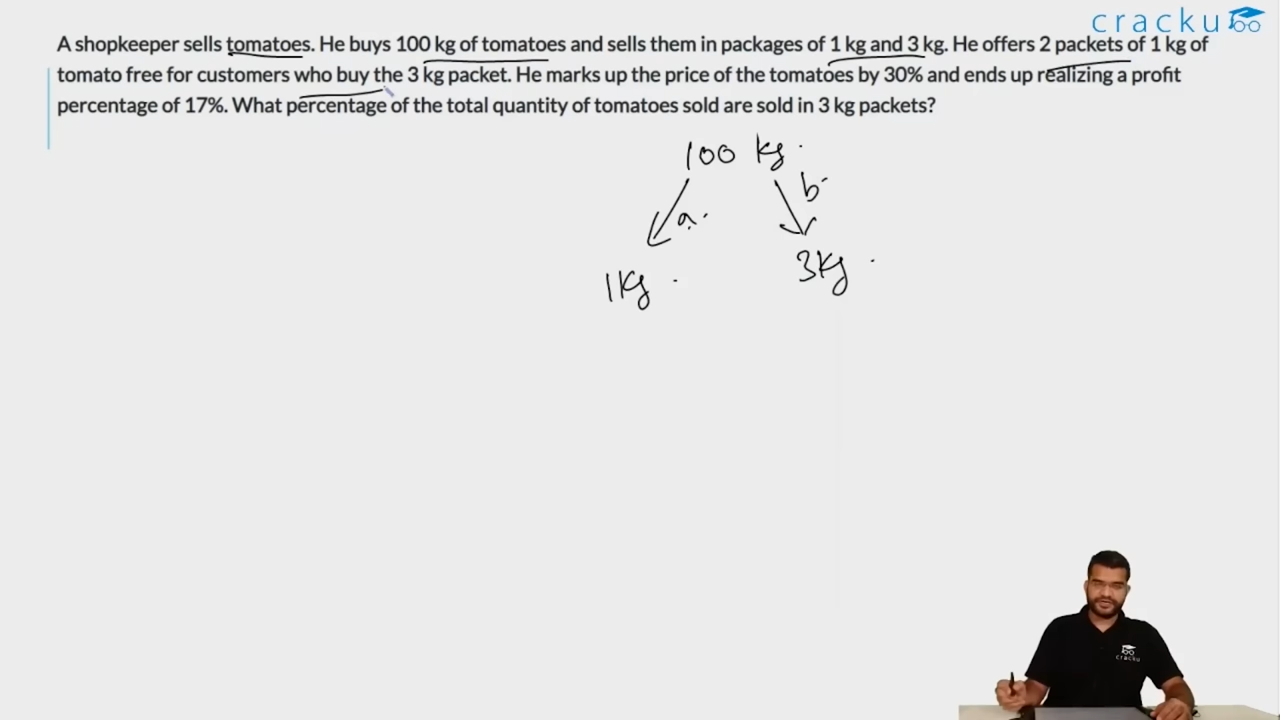 cracku
A shopkeeper sells tomatoes. He buys 100 kg of tomatoes and sells them in packages of 1 kg and 3 kg. He offers 2 packets of 1 kg of
tomato free for customers who buy the 3 kg packet. He marks up the price of the tomatoes by 30% and ends up realizing a profit
percentage of 17%. What percentage of the total quantity of tomatoes sold are sold in 3 kg packets?
100 kg.
a. b.
1kg. 3kg.
cracku